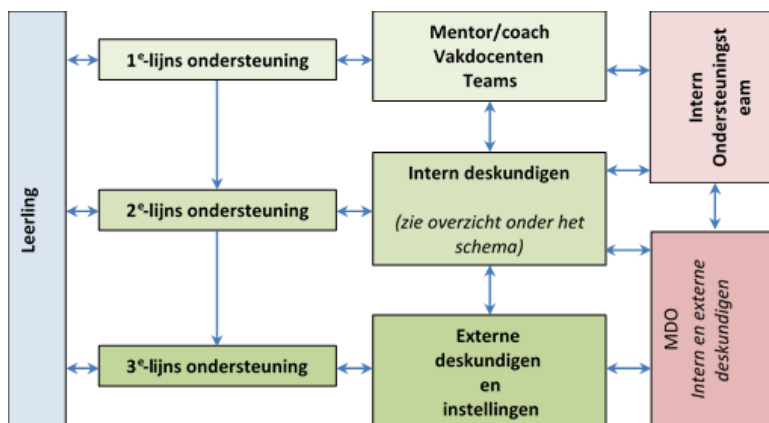 Leerling
1e-lijns ondersteuning
2e-lijns ondersteuning
3e-lijns ondersteuning
Mentor/coach
Vakdocenten
Teams
Intern deskundigen
(zie overzicht onder het
schema)
Externe
deskundigen
en
instellingen
Intern
Ondersteuningst
eam
MDO
Intern en externe
deskundigen